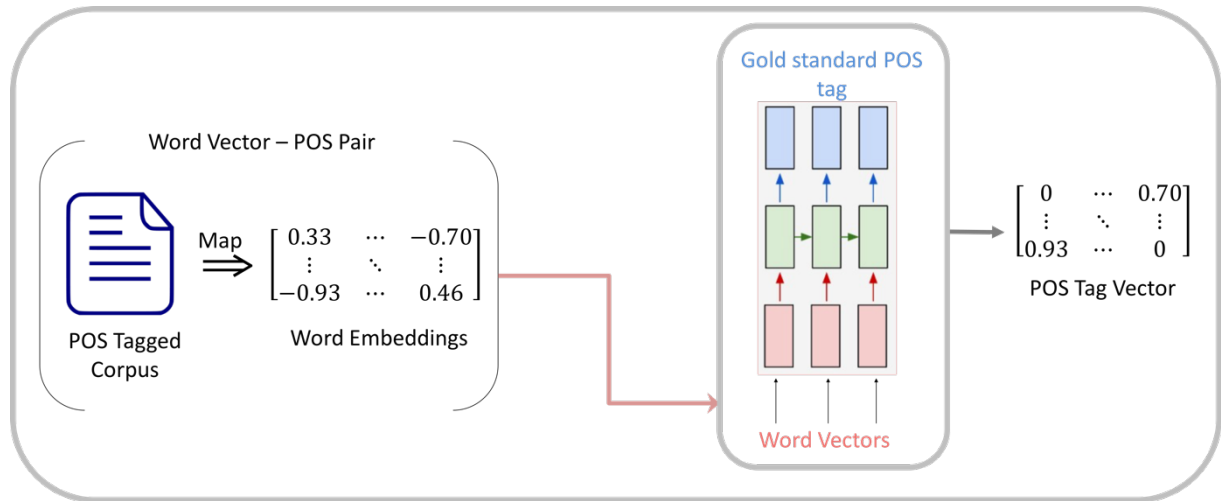 Gold standard POS
tag
Word Vector – POS Pair
Map
0.33 ⋯ −0.70
⋮ ⋱ ⋮
−0.93 ⋯ 0.46
POS Tagged
Corpus
Word Embeddings
Word Vectors
0 ⋯ 0.70
⋮ ⋱ ⋮
0.93 ⋯ 0
POS Tag Vector